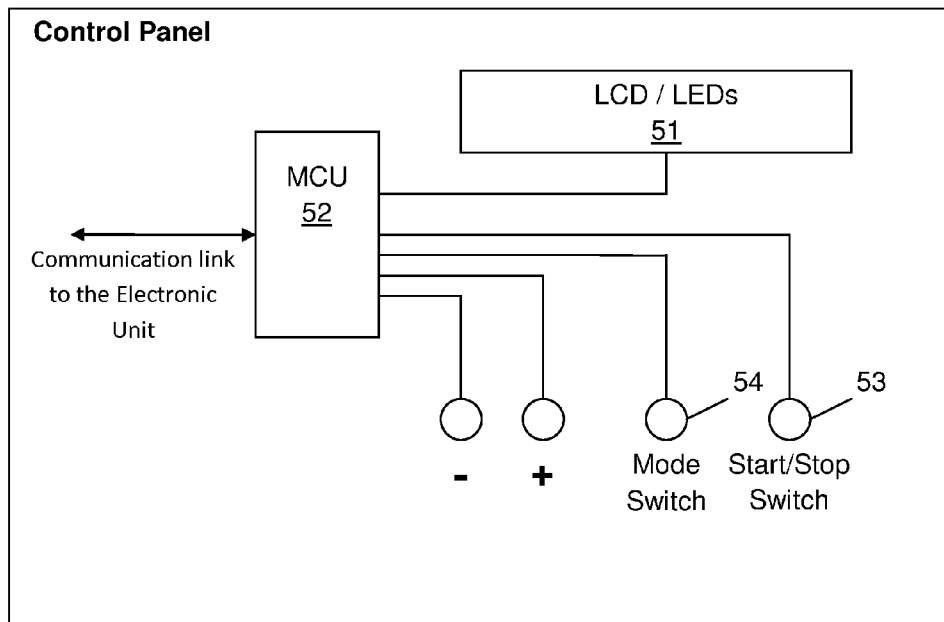 Control Panel
LCD / LEDs
51
MCU
52
Communication link
to the Electronic
Unit
54
53
-
+
Mode
Switch
Start/Stop
Switch